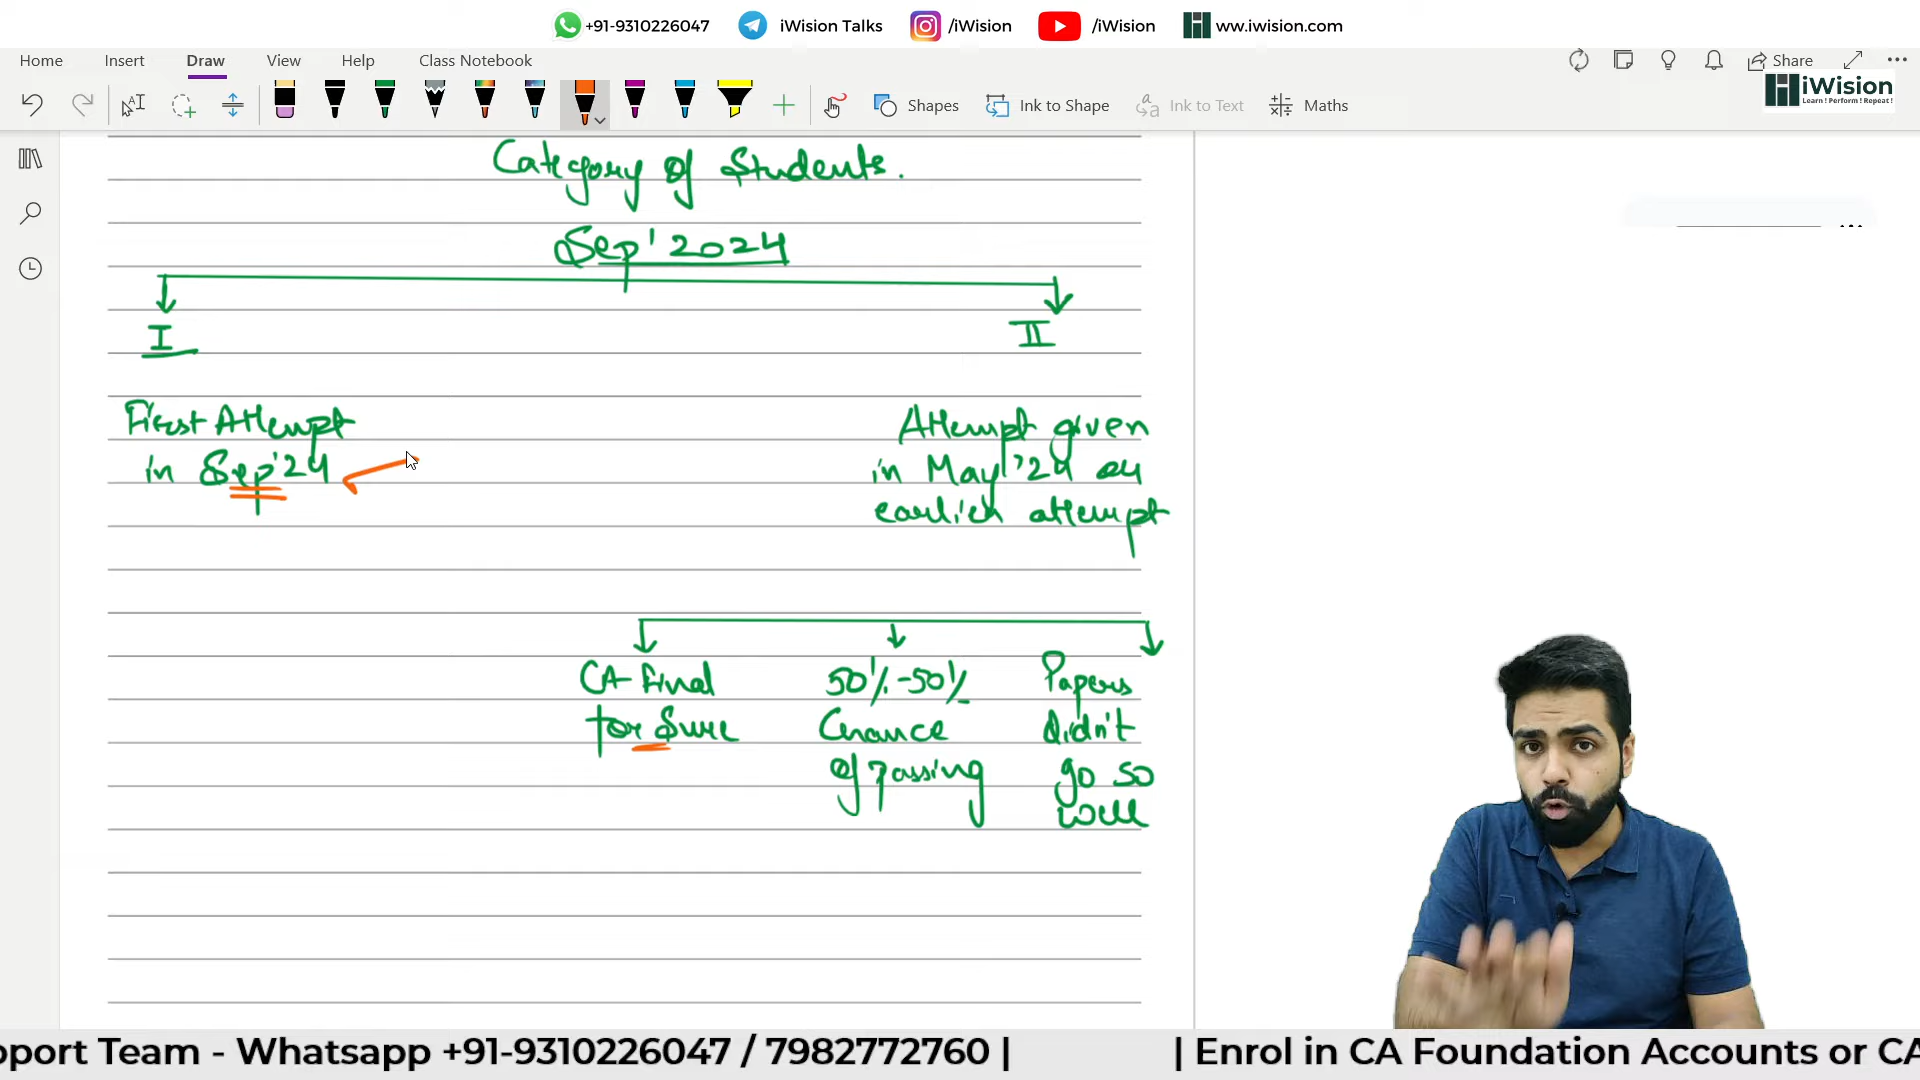 +91-9310226047 iWision Talks /iWision /iWision ww.iwision.com
Home Insert Draw View Help Class Notebook Share
Shapes Ink to Shape Ink to Text Maths
iWision
Learn ! Perform ! Repeat !
Category of Students.
Sep' 2024
I II
First Attempt
in Sep'24
Attempt given
in May'24 or
earlier attempt
CA Final
for Sure
50%-50%
Chance
of passing
Papers
didn't
go so
well
pport Team - Whatsapp +91-9310226047 / 7982772760 | | Enrol in CA Foundation Accounts or CA